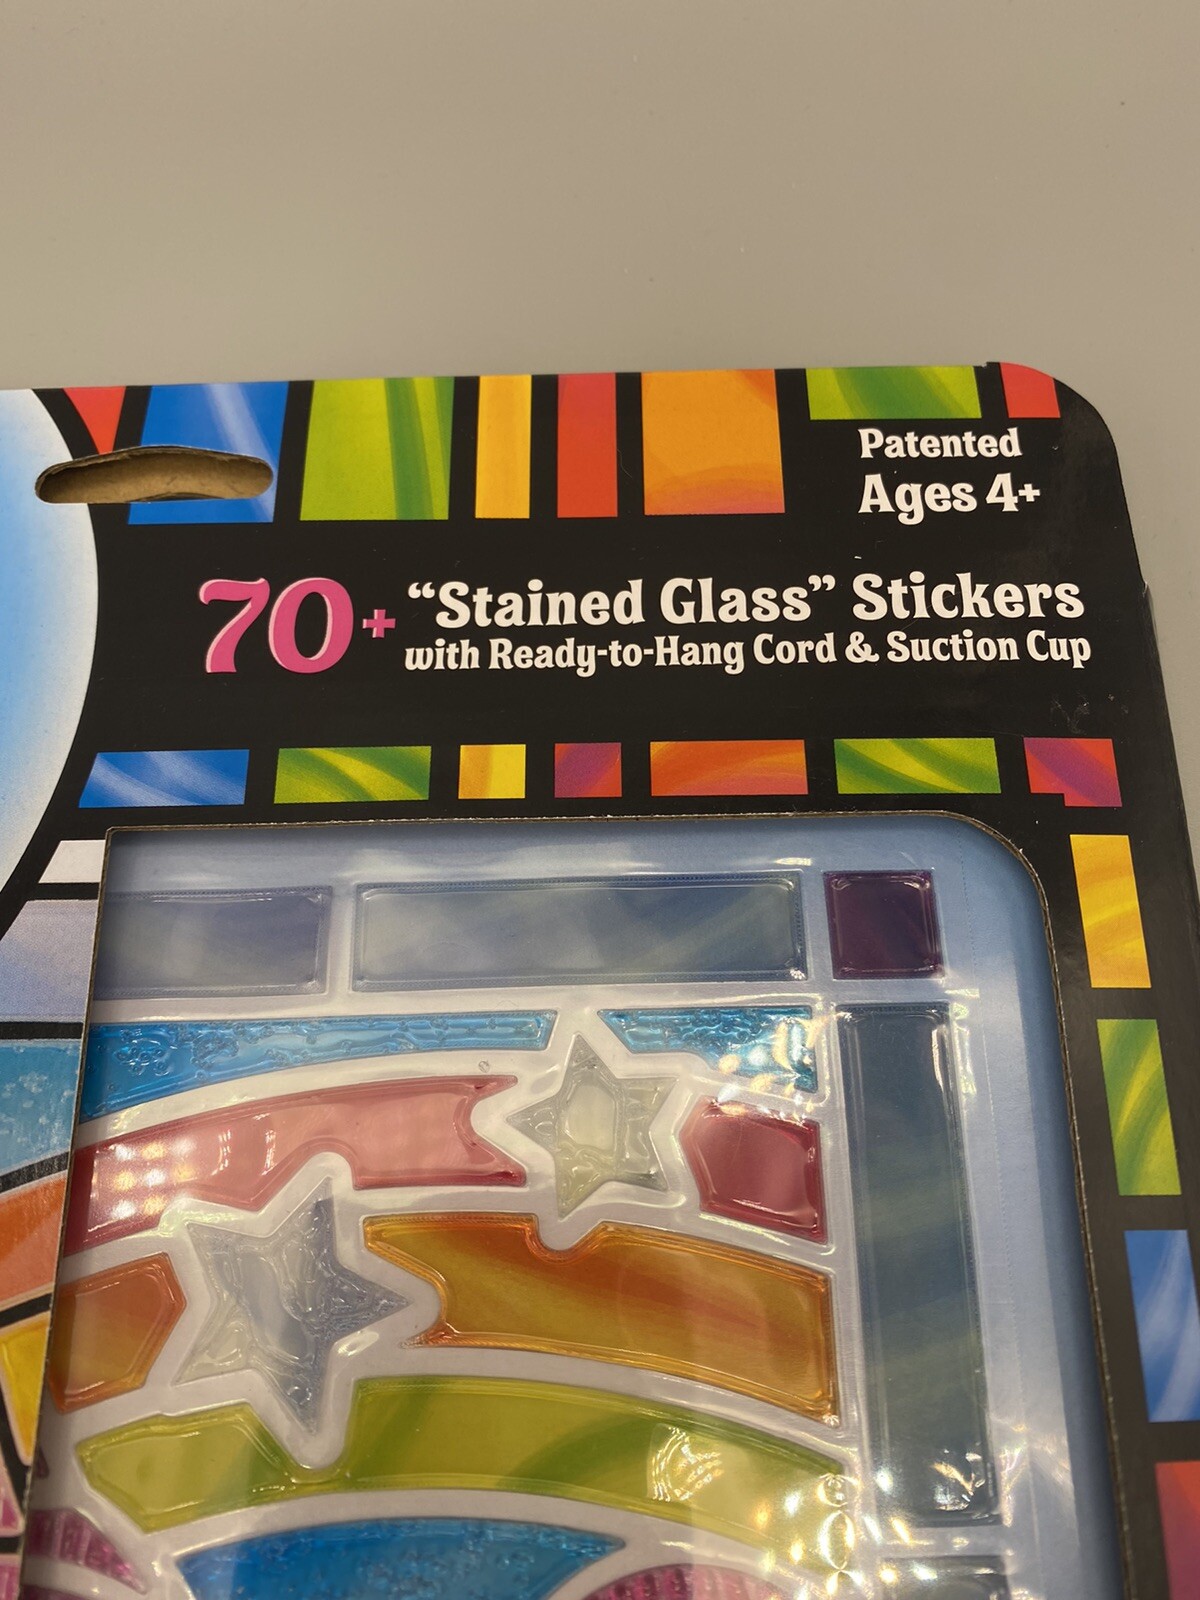 Patented
Ages 4+
70+ “Stained Glass” Stickers
with Ready-to-Hang Cord & Suction Cup